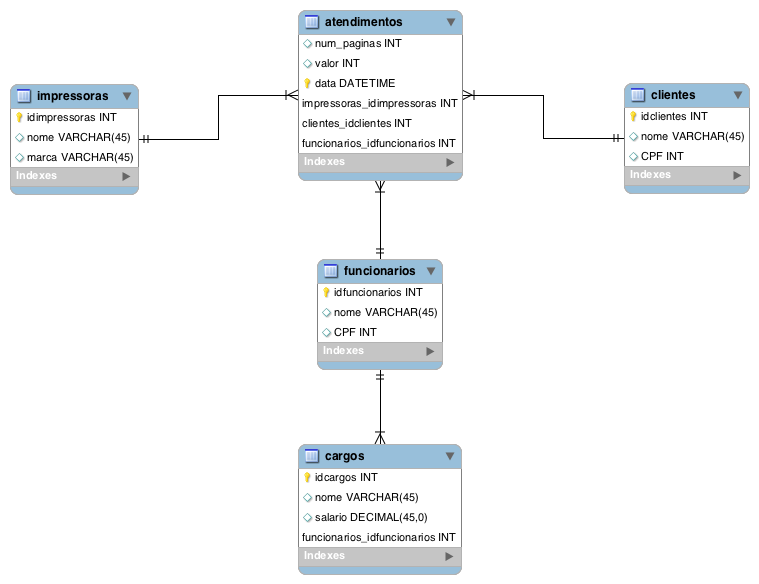 atendimentos
num_paginas INT
valor INT
data DATETIME
impressoras_idimpressoras INT
clientes_idclientes INT
funcionarios_idfuncionarios INT
Indexes
impressoras
idimpressoras INT
nome VARCHAR(45)
marca VARCHAR(45)
Indexes
clientes
idclientes INT
nome VARCHAR(45)
CPF INT
Indexes
funcionarios
idfuncionarios INT
nome VARCHAR(45)
CPF INT
Indexes
cargos
idcargos INT
nome VARCHAR(45)
salario DECIMAL(45,0)
funcionarios_idfuncionarios INT
Indexes